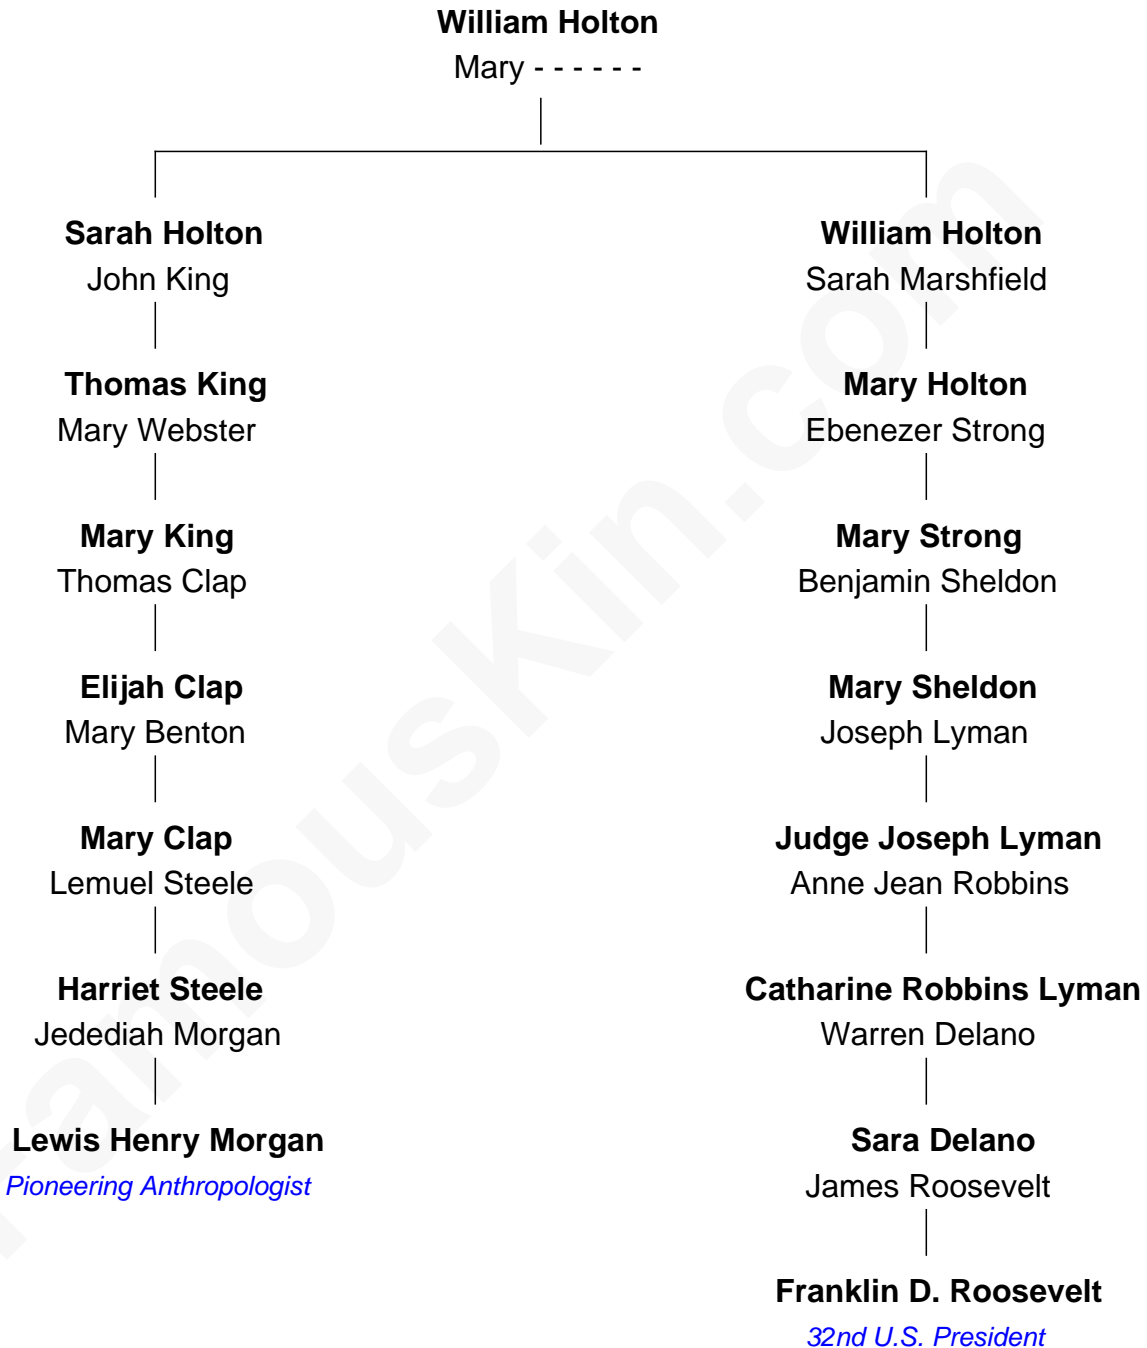 William Holton
Mary - - - - - -
Sarah Holton
John King
Thomas King
Mary Webster
Mary King
Thomas Clap
Elijah Clap
Mary Benton
Mary Clap
Lemuel Steele
Harriet Steele
Jedediah Morgan
Lewis Henry Morgan
Pioneering Anthropologist
William Holton
Sarah Marshfield
Mary Holton
Ebenezer Strong
Mary Strong
Benjamin Sheldon
Mary Sheldon
Joseph Lyman
Judge Joseph Lyman
Anne Jean Robbins
Catharine Robbins Lyman
Warren Delano
Sara Delano
James Roosevelt
Franklin D. Roosevelt
32nd U.S. President
FamousKin.com